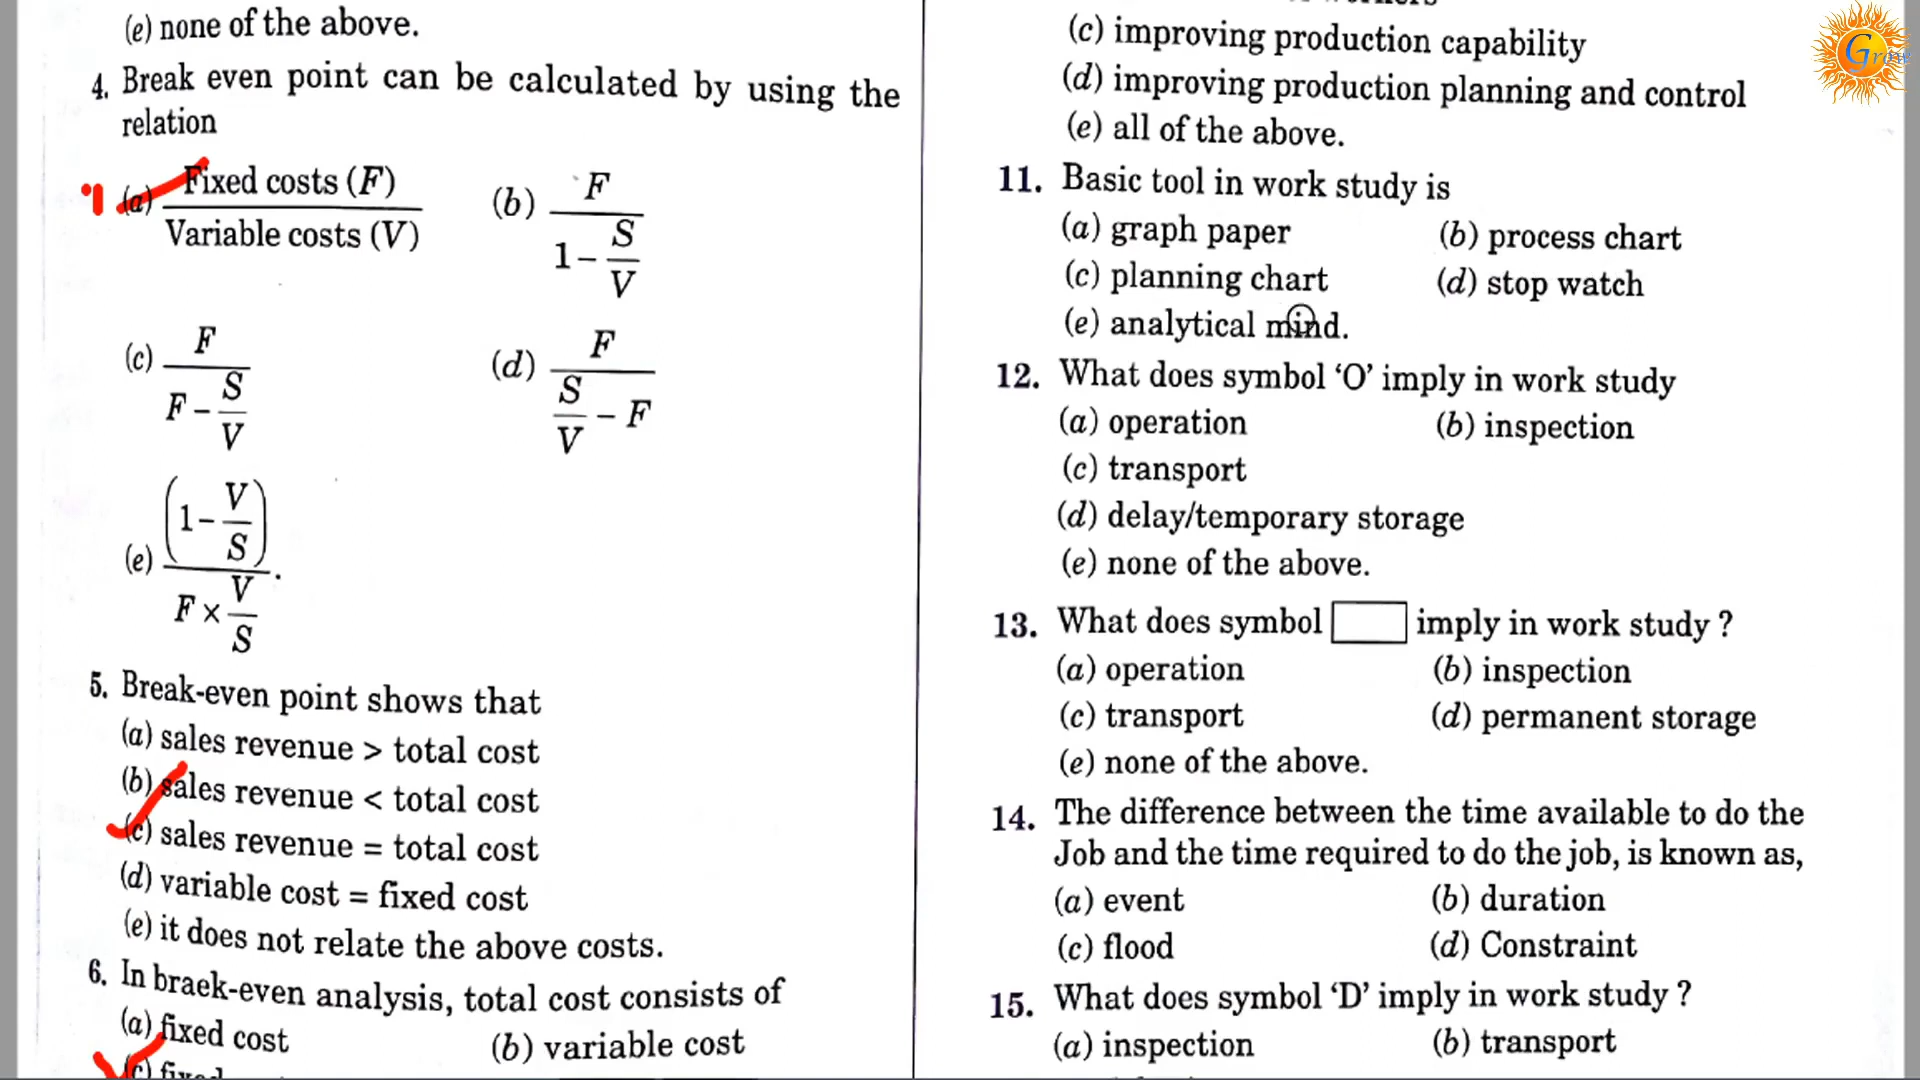 (e) none of the above.
4. Break even point can be calculated by using the
relation
(a) Fixed costs (F) / Variable costs (V)
(b) F / 1 – S/V
(c) F / F – S/V
(d) F / S/V – F
(e) (1 – V/S) / F × V/S.
5. Break-even point shows that
(a) sales revenue > total cost
(b) sales revenue < total cost
(c) sales revenue = total cost
(d) variable cost = fixed cost
(e) it does not relate the above costs.
6. In braek-even analysis, total cost consists of
(a) fixed cost
(b) variable cost
(c)
(c) improving production capability
(d) improving production planning and control
(e) all of the above.
11. Basic tool in work study is
(a) graph paper
(b) process chart
(c) planning chart
(d) stop watch
(e) analytical mind.
12. What does symbol ‘O’ imply in work study
(a) operation
(b) inspection
(c) transport
(d) delay/temporary storage
(e) none of the above.
13. What does symbol imply in work study ?
(a) operation
(b) inspection
(c) transport
(d) permanent storage
(e) none of the above.
14. The difference between the time available to do the
Job and the time required to do the job, is known as,
(a) event
(b) duration
(c) flood
(d) Constraint
15. What does symbol ‘D’ imply in work study ?
(a) inspection
(b) transport
Grow